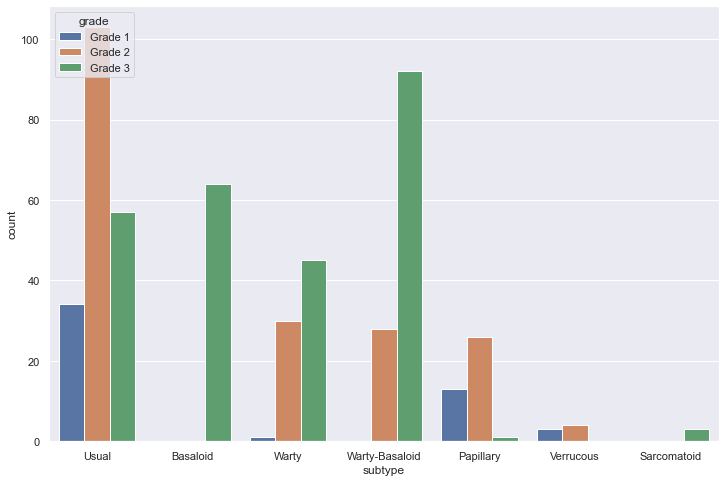 grade
Grade 1
Grade 2
Grade 3
100
80
60
40
20
0
count
Usual
Basaloid
Warty
Warty-Basaloid
Papillary
Verrucous
Sarcomatoid
subtype